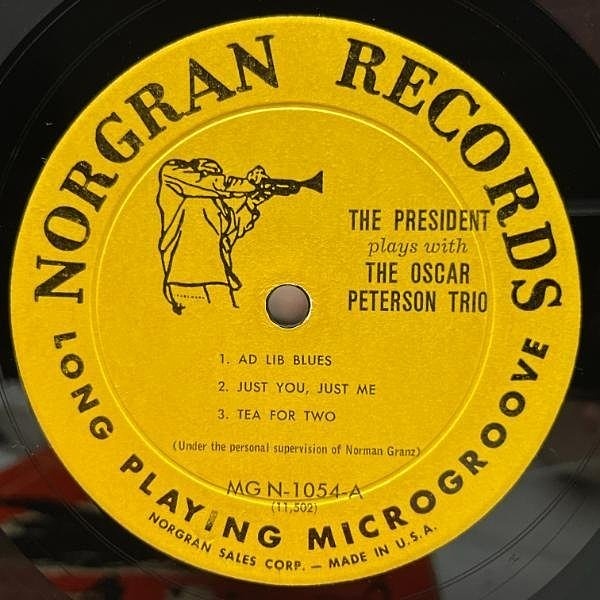 NORGRAN RECORDS
THE PRESIDENT
plays with
THE OSCAR
PETERSON TRIO
1. AD LIB BLUES
2. JUST YOU, JUST ME
3. TEA FOR TWO
(Under the personal supervision of Norman Granz)
MG N-1054-A
(11,502)
LONG PLAYING MICROGROOVE
NORGRAN SALES CORP. — MADE IN U.S.A.